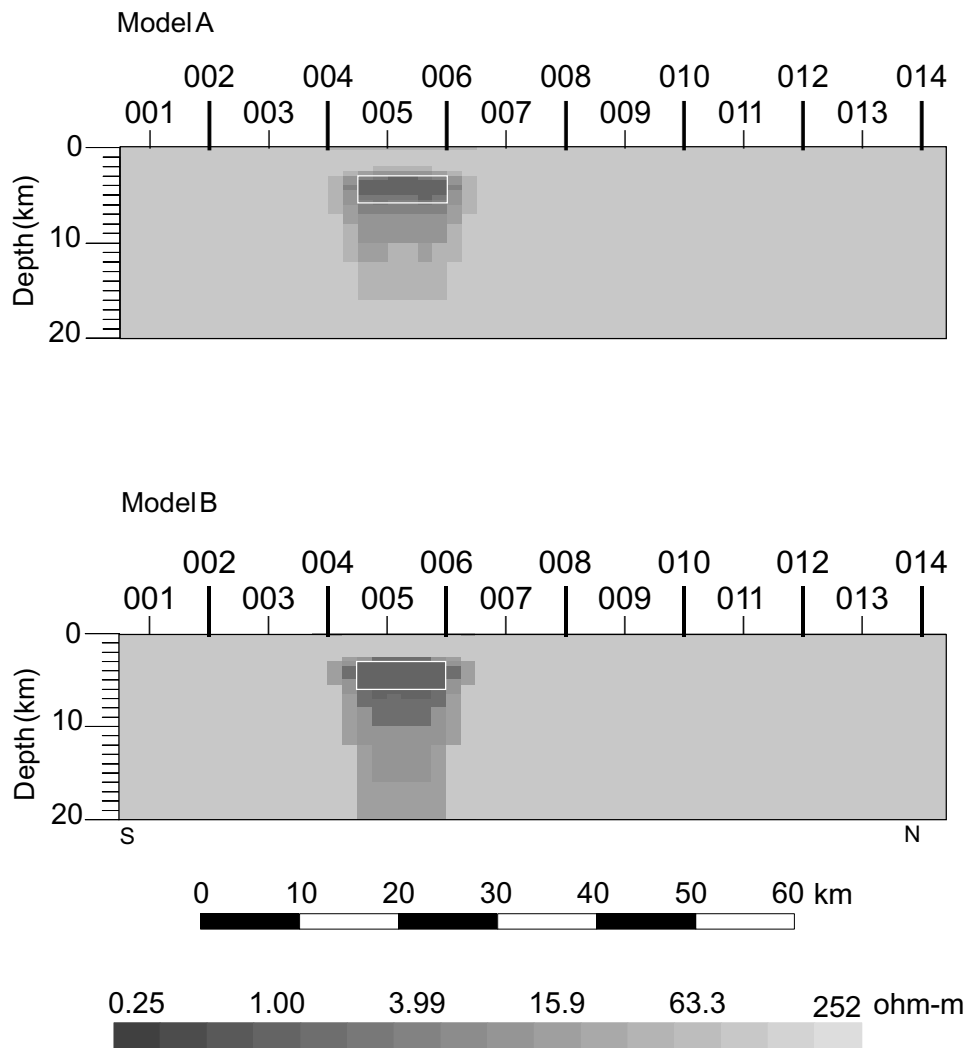 Model A
002 004 006 008 010 012 014
001 003 005 007 009 011 013
0
10
20
Depth (km)
Model B
002 004 006 008 010 012 014
001 003 005 007 009 011 013
0
10
20
Depth (km)
S N
0 10 20 30 40 50 60 km
0.25 1.00 3.99 15.9 63.3 252 ohm-m